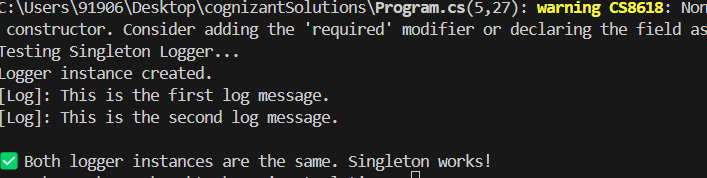 C:\Users\91906\Desktop\cognizantSolutions\Program.cs(5,27): warning CS8618: Non
constructor. Consider adding the 'required' modifier or declaring the field as
Testing Singleton Logger...
Logger instance created.
[Log]: This is the first log message.
[Log]: This is the second log message.
✅ Both logger instances are the same. Singleton works!